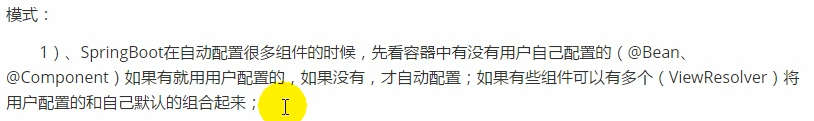 模式：
1）、SpringBoot在自动配置很多组件的时候，先看容器中有没有用户自己配置的（@Bean、
@Component）如果有就用用户配置的，如果没有，才自动配置；如果有些组件可以有多个（ViewResolver）将
用户配置的和自己默认的组合起来；